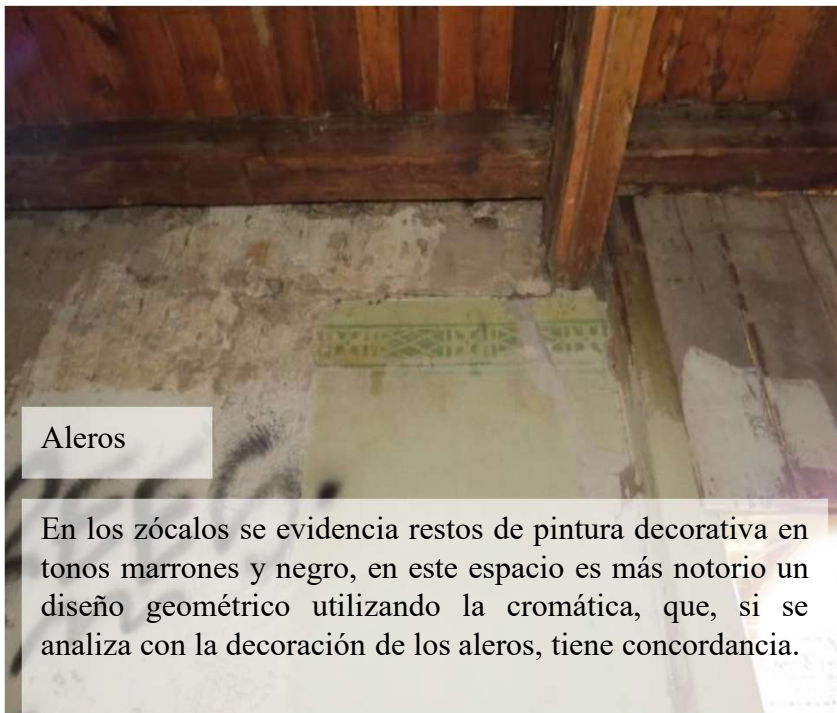 Aleros
En los zócalos se evidencia restos de pintura decorativa en
tonos marrones y negro, en este espacio es más notorio un
diseño geométrico utilizando la cromática, que, si se
analiza con la decoración de los aleros, tiene concordancia.